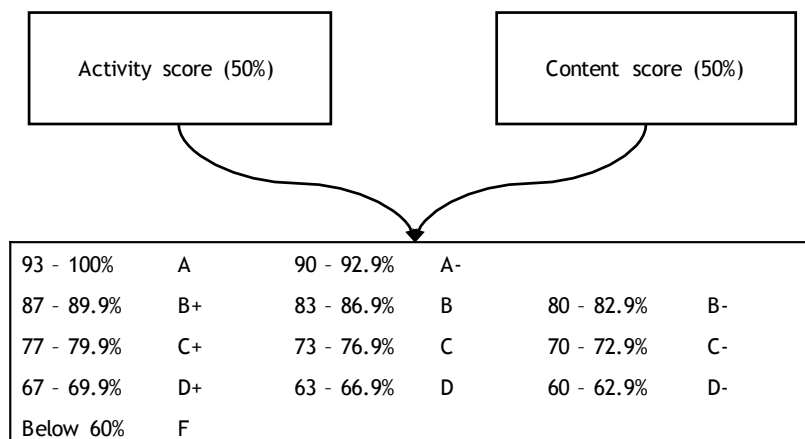 Activity score (50%)
Content score (50%)
93 – 100% A 90 – 92.9% A-
87 – 89.9% B+ 83 – 86.9% B 80 – 82.9% B-
77 – 79.9% C+ 73 – 76.9% C 70 – 72.9% C-
67 – 69.9% D+ 63 – 66.9% D 60 – 62.9% D-
Below 60% F